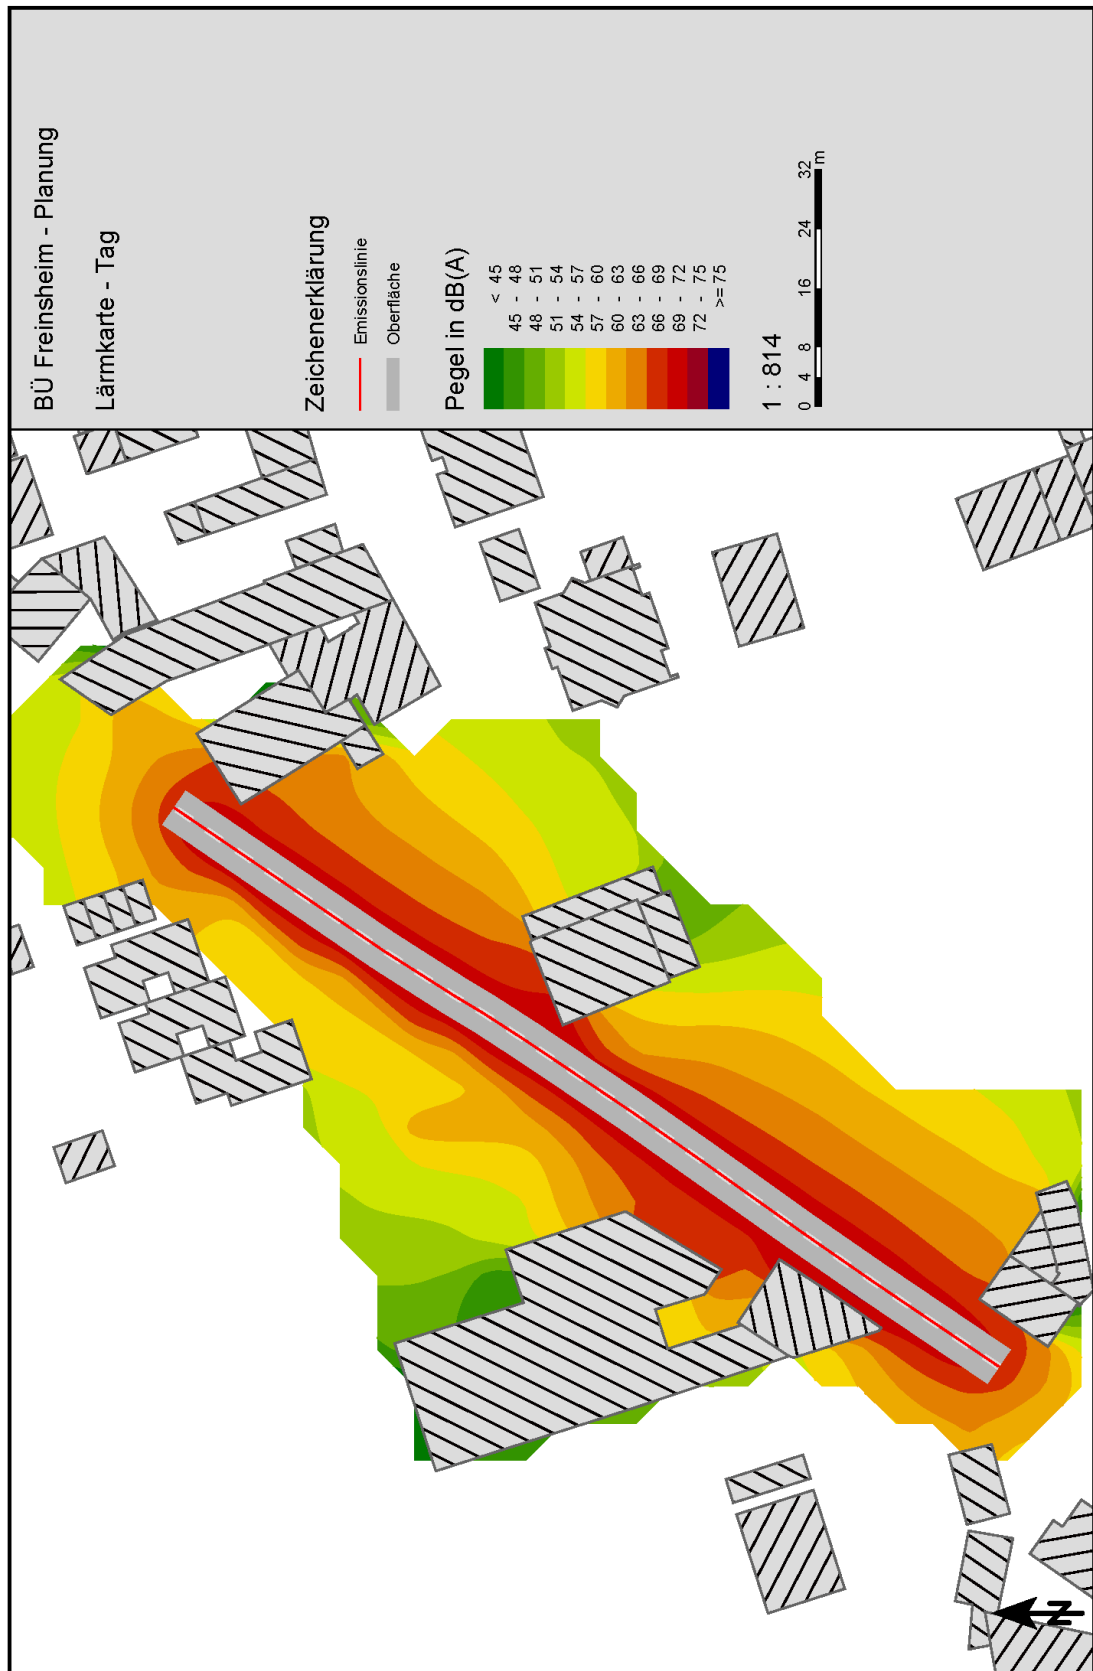 BÜ Freinsheim - Planung
Lärmkarte - Tag
Zeichenerklärung
Emissionslinie
Oberfläche
Pegel in dB(A)
< 45
45 - 48
48 - 51
51 - 54
54 - 57
57 - 60
60 - 63
63 - 66
66 - 69
69 - 72
72 - 75
>= 75
1 : 814
0 4 8 16 24 32 m
N